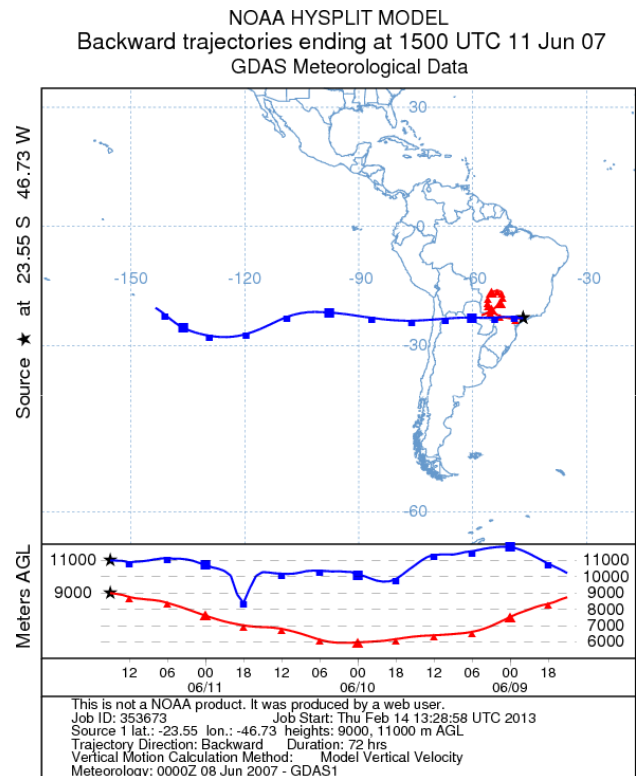 NOAA HYSPLIT MODEL
Backward trajectories ending at 1500 UTC 11 Jun 07
GDAS Meteorological Data
Source ★ at 23.55 S 46.73 W
30
0
-150 -120 -90 -60 -30
-30
-60
Meters AGL
11000 11000
10000
9000 9000
8000
7000
6000
12 06 00 18 12 06 00 18 12 06 00 18
06/11 06/10 06/09
This is not a NOAA product. It was produced by a web user.
Job ID: 353673 Job Start: Thu Feb 14 13:28:58 UTC 2013
Source 1 lat.: -23.55 lon.: -46.73 heights: 9000, 11000 m AGL
Trajectory Direction: Backward Duration: 72 hrs
Vertical Motion Calculation Method: Model Vertical Velocity
Meteorology: 0000Z 08 Jun 2007 - GDAS1